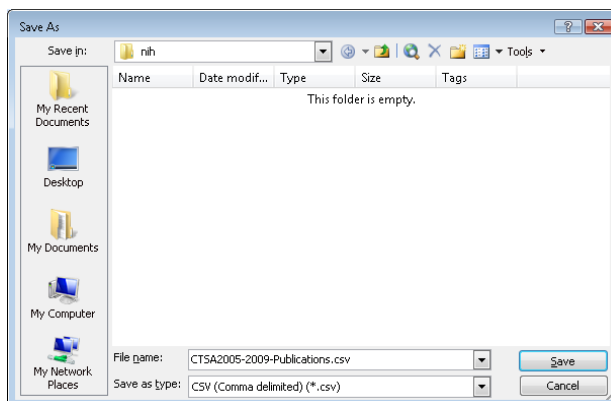 Save As
Save in:
nih
Tools
Name Date modif... Type Size Tags
This folder is empty.
My Recent
Documents
Desktop
My Documents
My Computer
My Network
Places
File name: CTSA2005-2009-Publications.csv Save
Save as type: CSV (Comma delimited) (*.csv) Cancel